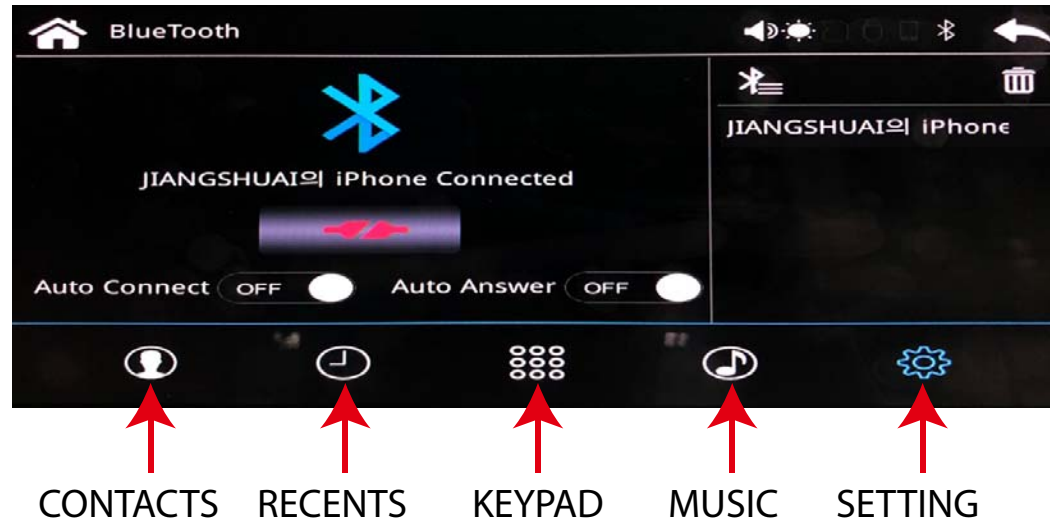 BlueTooth
JIANGSHUAI의 iPhone
JIANGSHUAI의 iPhone Connected
Auto Connect OFF Auto Answer OFF
CONTACTS RECENTS KEYPAD MUSIC SETTING